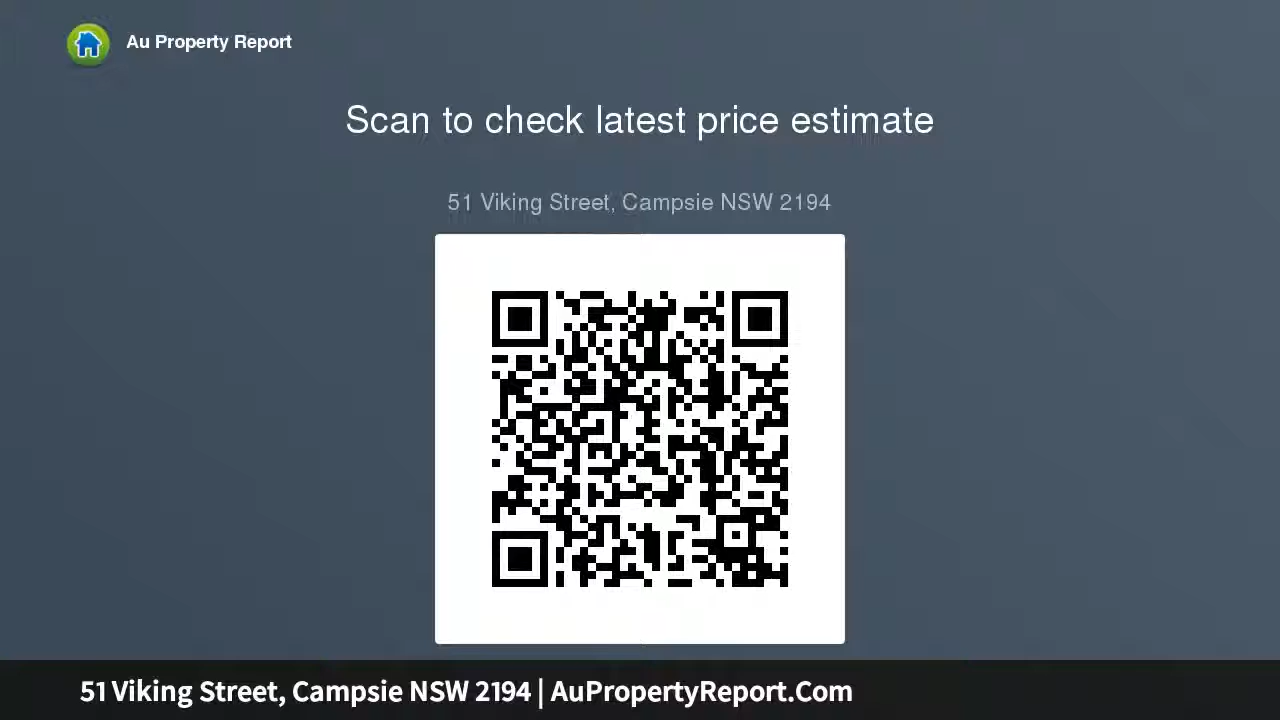 Au Property Report
Scan to check latest price estimate
51 Viking Street, Campsie NSW 2194
51 Viking Street, Campsie NSW 2194 | AuPropertyReport.Com